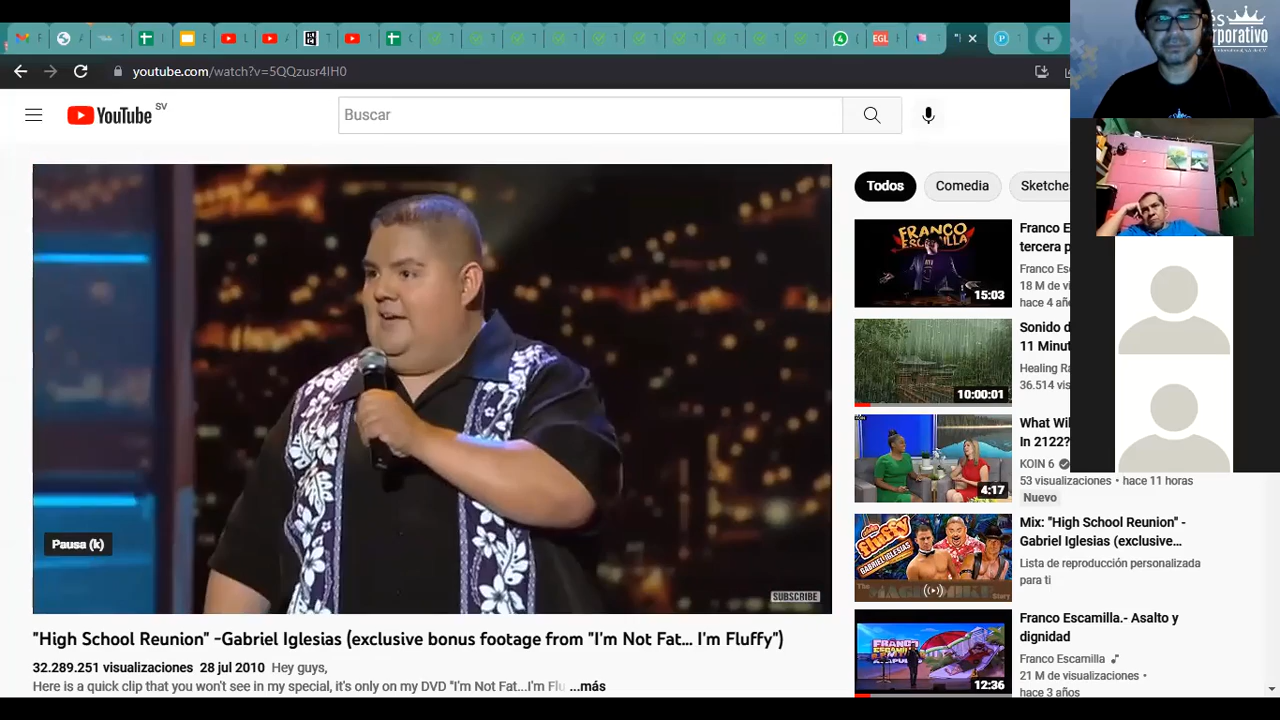 youtube.com/watch?v=5QQzusr4IH0
YouTube SV
Buscar
Todos
Comedia
Sketche
FRANCO ESCAMILLA
15:03
Franco E
tercera p
Franco Es
18 M de vi
hace 4 añ
10:00:01
Sonido d
11 Minut
Healing Ra
36.514 vis
4:17
What Wil
In 2122?
KOIN 6
53 visualizaciones • hace 11 horas
Nuevo
fluffy
GABRIEL IGLESIAS
Mix: "High School Reunion" -
Gabriel Iglesias (exclusive…
Lista de reproducción personalizada
para ti
12:36
Franco Escamilla.- Asalto y
dignidad
Franco Escamilla
21 M de visualizaciones •
hace 3 años
Pausa (k)
SUBSCRIBE
"High School Reunion" -Gabriel Iglesias (exclusive bonus footage from "I'm Not Fat... I'm Fluffy")
32.289.251 visualizaciones 28 jul 2010 Hey guys,
Here is a quick clip that you won't see in my special, it's only on my DVD "I'm Not Fat...I'm Flu ...más
és
rporativo
EGL
4